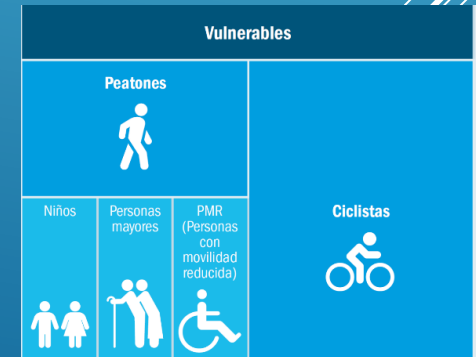 Vulnerables
Peatones
Niños
Personas
mayores
PMR
(Personas
con
movilidad
reducida)
Ciclistas